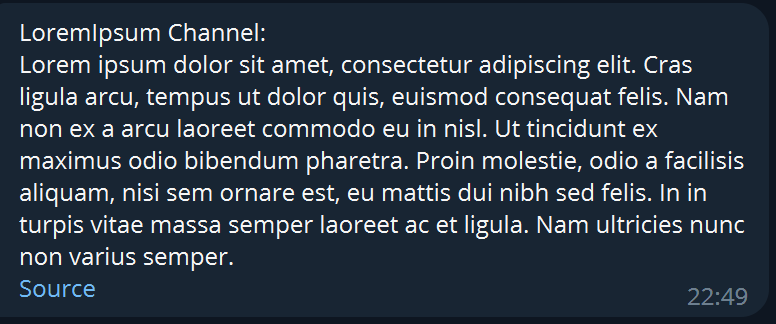 LoremIpsum Channel:
Lorem ipsum dolor sit amet, consectetur adipiscing elit. Cras
ligula arcu, tempus ut dolor quis, euismod consequat felis. Nam
non ex a arcu laoreet commodo eu in nisl. Ut tincidunt ex
maximus odio bibendum pharetra. Proin molestie, odio a facilisis
aliquam, nisi sem ornare est, eu mattis dui nibh sed felis. In in
turpis vitae massa semper laoreet ac et ligula. Nam ultricies nunc
non varius semper.
Source
22:49